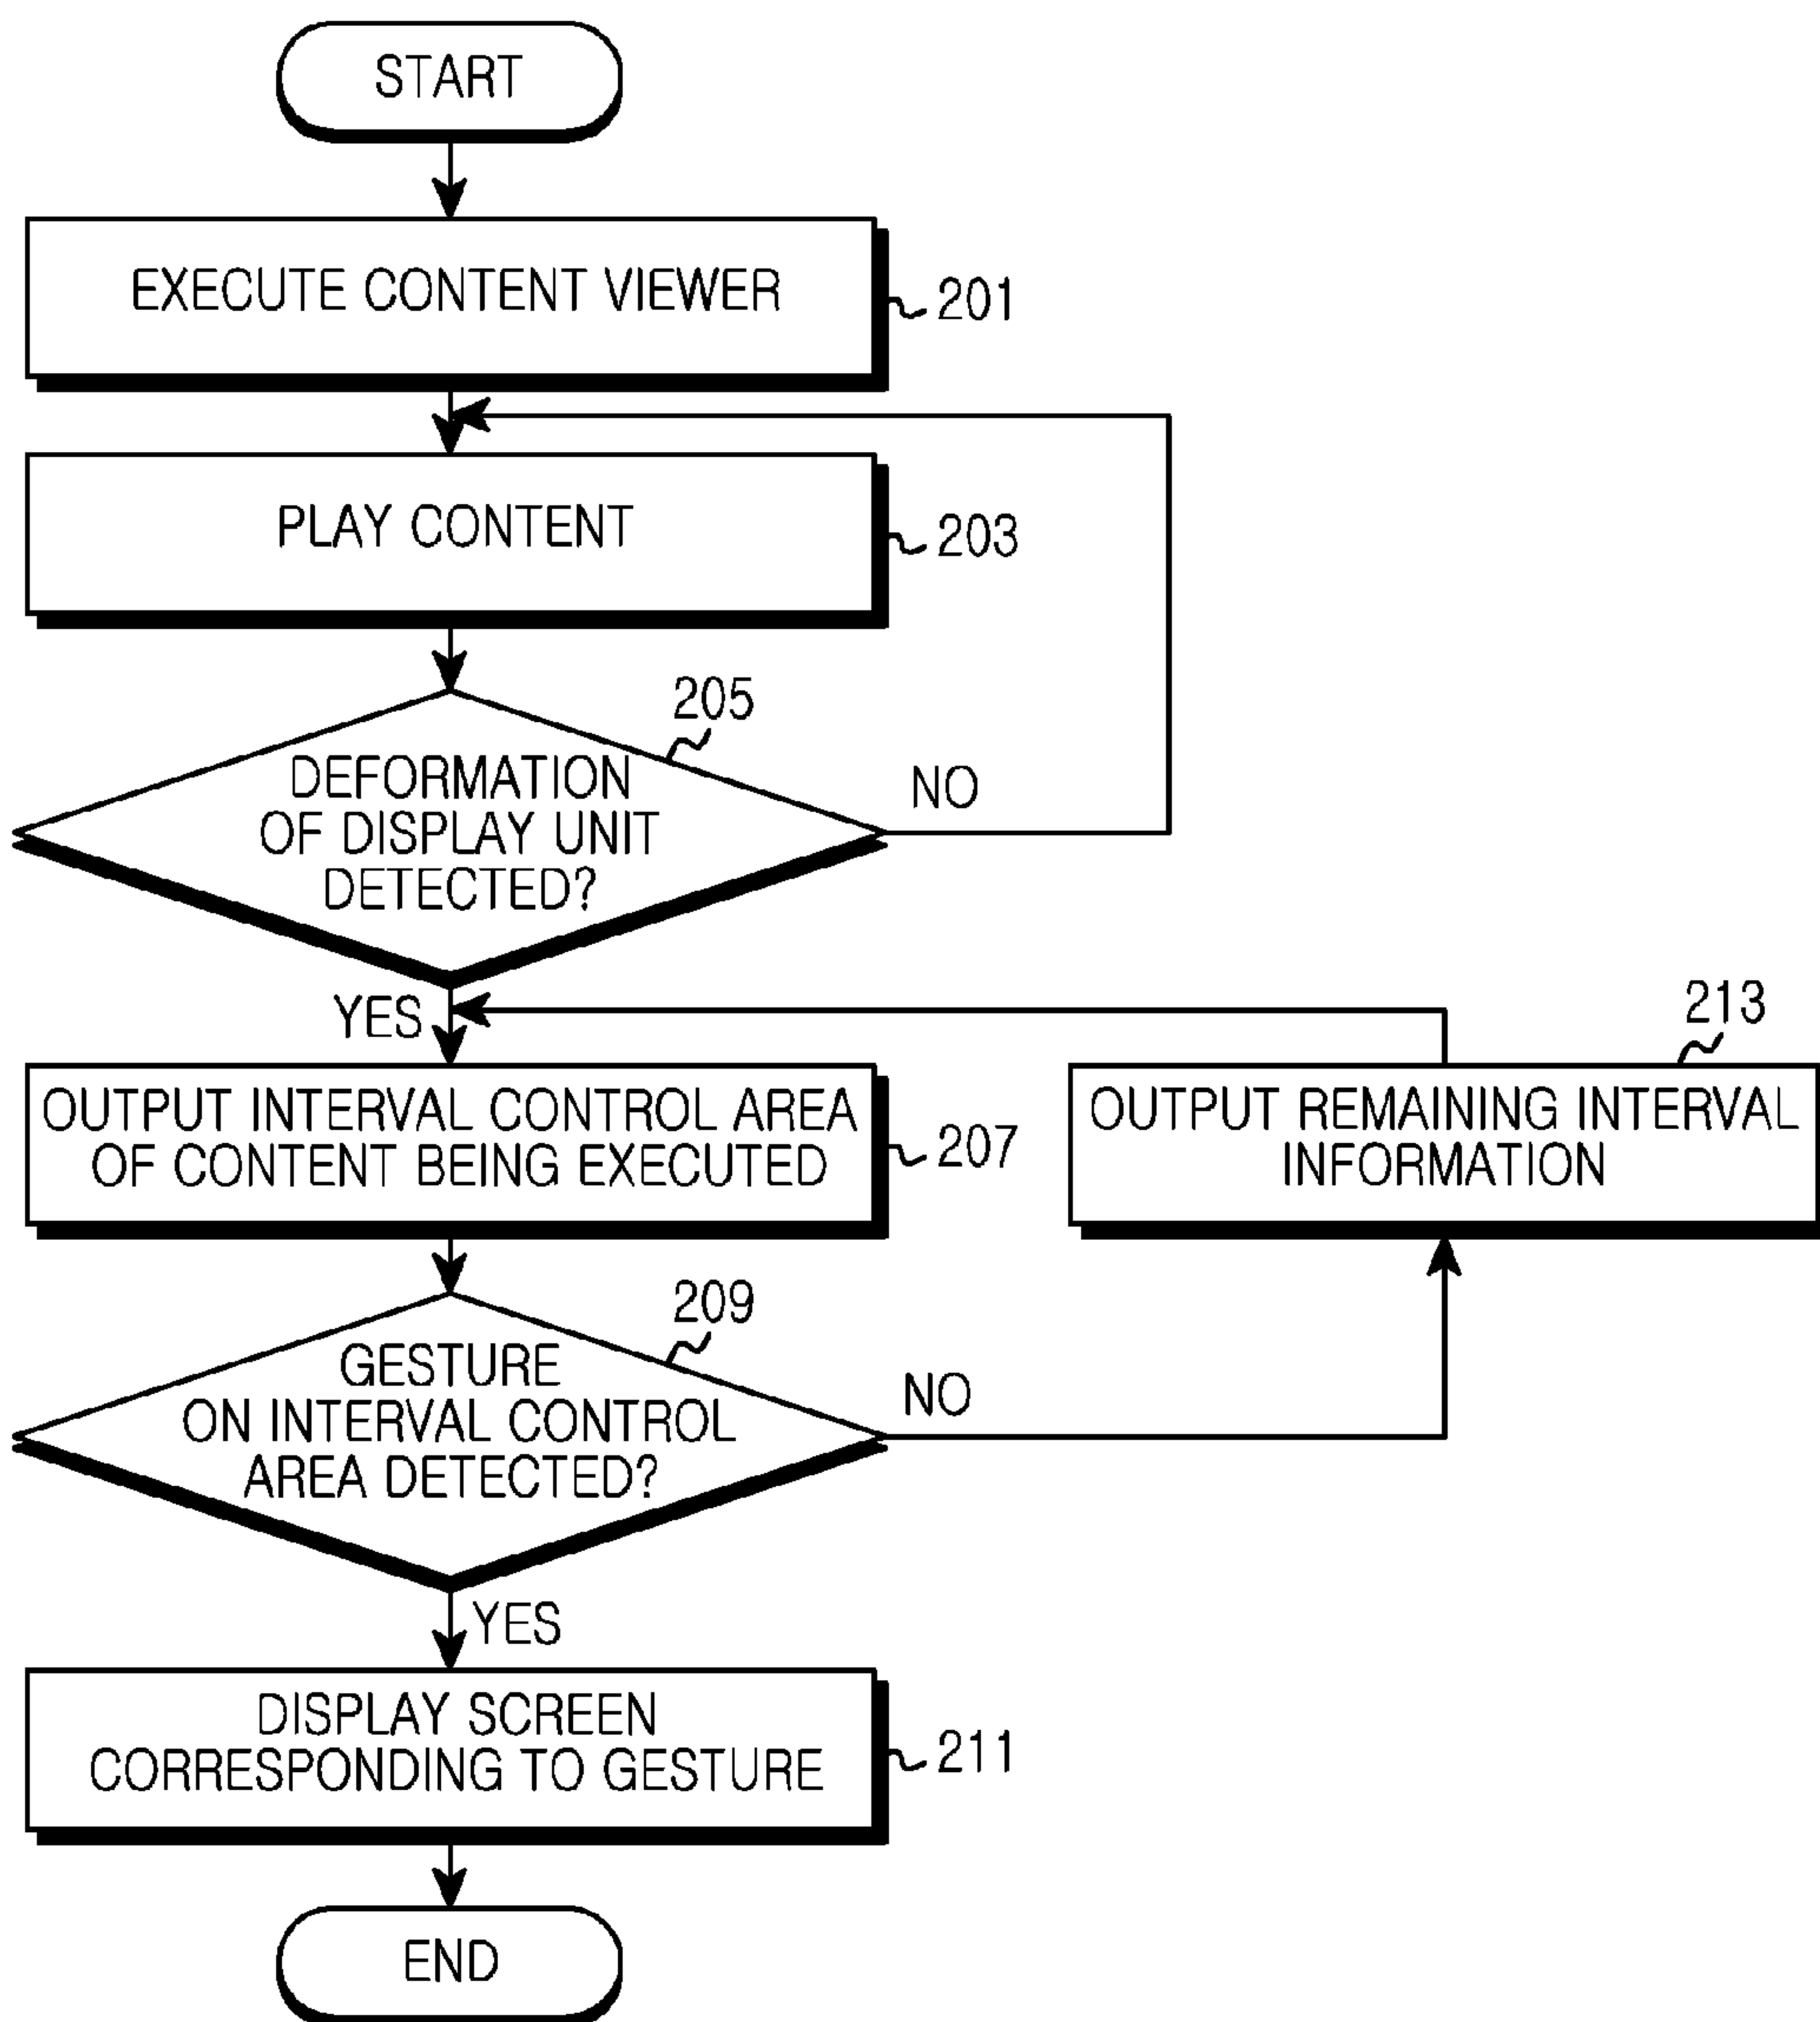 START
EXECUTE CONTENT VIEWER
201
PLAY CONTENT
203
205
DEFORMATION
OF DISPLAY UNIT
DETECTED?
NO
YES
213
OUTPUT INTERVAL CONTROL AREA
OF CONTENT BEING EXECUTED
207
OUTPUT REMAINING INTERVAL
INFORMATION
209
GESTURE
ON INTERVAL CONTROL
AREA DETECTED?
NO
YES
DISPLAY SCREEN
CORRESPONDING TO GESTURE
211
END